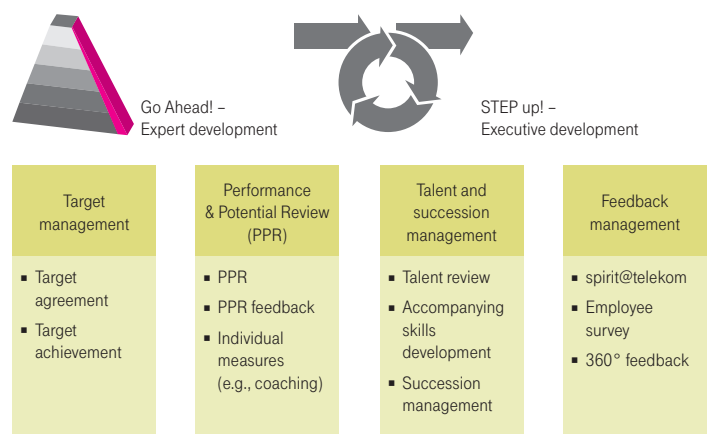 Go Ahead! –
Expert development
STEP up! –
Executive development
Target
management
▪ Target
agreement
▪ Target
achievement
Performance
& Potential Review
(PPR)
▪ PPR
▪ PPR feedback
▪ Individual
measures
(e.g., coaching)
Talent and
succession
management
▪ Talent review
▪ Accompanying
skills
development
▪ Succession
management
Feedback
management
▪ spirit@telekom
▪ Employee
survey
▪ 360° feedback